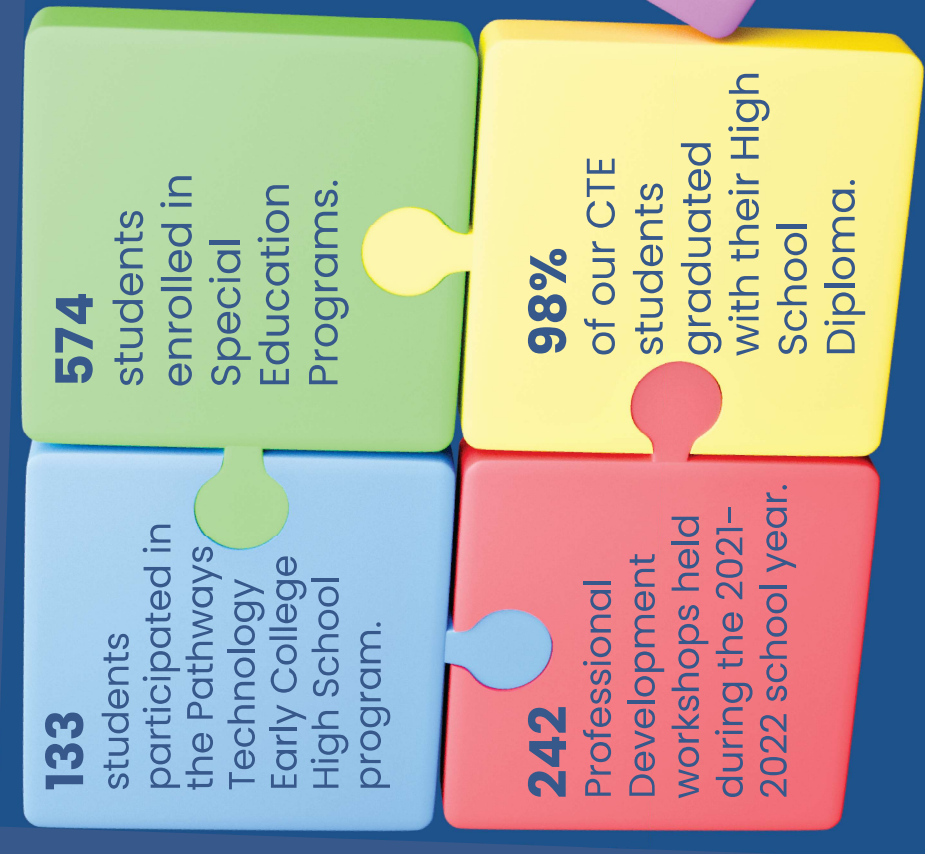 133
students
participated in
the Pathways
Technology
Early College
High School
program.
574
students
enrolled in
Special
Education
Programs.
242
Professional
Development
workshops held
during the 2021-
2022 school year.
98%
of our CTE
students
graduated
with their High
School
Diploma.